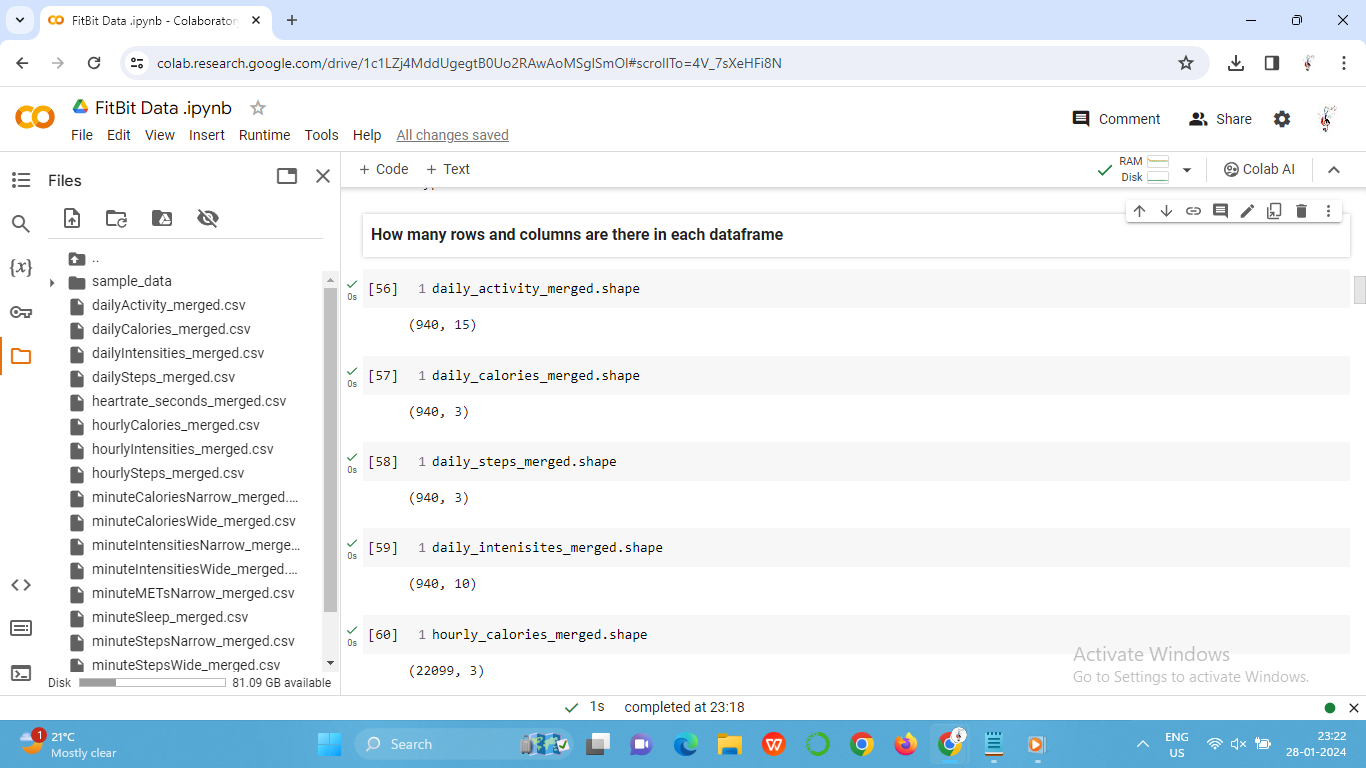 FitBit Data .ipynb - Colaborator
colab.research.google.com/drive/1c1LZj4MddUgegtB0Uo2RAwAoMSglSmOl#scrollTo=4V_7sXeHFi8N
FitBit Data .ipynb
File Edit View Insert Runtime Tools Help All changes saved
Comment Share
Files
+ Code + Text
RAM
Disk
Colab AI
..
sample_data
dailyActivity_merged.csv
dailyCalories_merged.csv
dailyIntensities_merged.csv
dailySteps_merged.csv
heartrate_seconds_merged.csv
hourlyCalories_merged.csv
hourlyIntensities_merged.csv
hourlySteps_merged.csv
minuteCaloriesNarrow_merged....
minuteCaloriesWide_merged.csv
minuteIntensitiesNarrow_merge...
minuteIntensitiesWide_merged....
minuteMETsNarrow_merged.csv
minuteSleep_merged.csv
minuteStepsNarrow_merged.csv
minuteStepsWide_merged.csv
Disk 81.09 GB available
How many rows and columns are there in each dataframe
0s [56] 1 daily_activity_merged.shape
(940, 15)
0s [57] 1 daily_calories_merged.shape
(940, 3)
0s [58] 1 daily_steps_merged.shape
(940, 3)
0s [59] 1 daily_intenisites_merged.shape
(940, 10)
0s [60] 1 hourly_calories_merged.shape
(22099, 3)
Activate Windows
Go to Settings to activate Windows.
1s completed at 23:18
1
21°C
Mostly clear
Search
ENG
US
23:22
28-01-2024